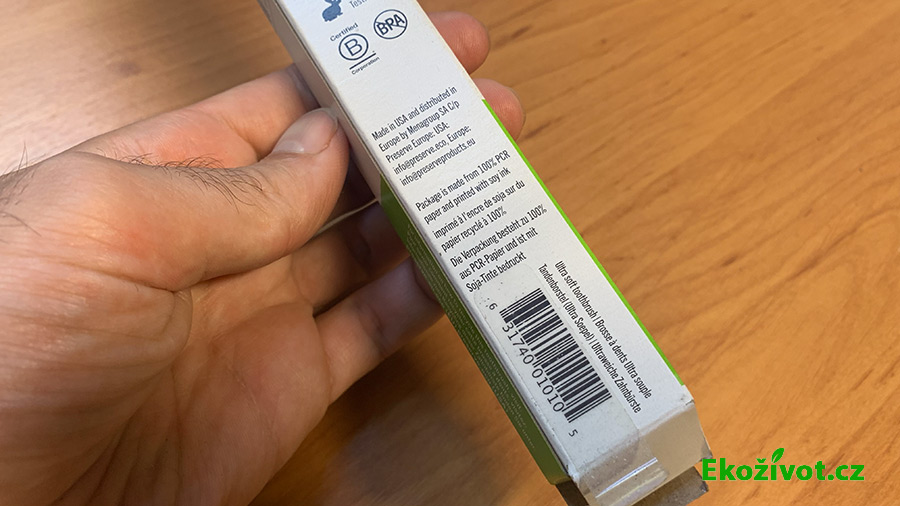 Certified
B
Corporation
BPA
Made in USA and distributed in
Europe by Menagroup SA C/p
Preserve Europe: USA:
info@preserve.eco, Europe:
info@preserveproducts.eu
Package is made from 100% PCR
paper and printed with soy ink
imprimé à l'encre de soja sur du
papier recyclé à 100%
Die Verpackung besteht zu 100%
aus PCR-Papier und ist mit
Soja-Tinte bedruckt
Ultra soft toothbrush | Brosse à dents Ultra souple
Tandenborstel (Ultra Soepel) | Ultraweiche Zahnbürste
6 31740 01010 5
Ekoživot.cz